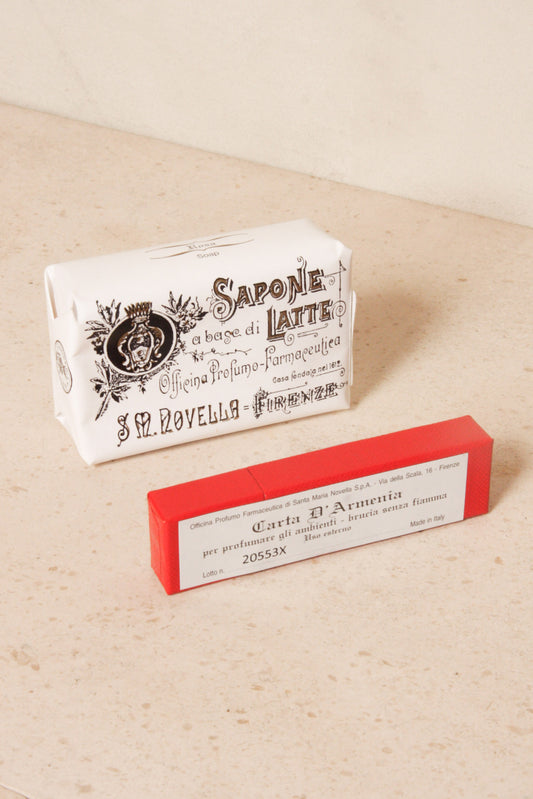 Rosa
Soap
SAPONE
a base di LATTE
Officina Profumo-Farmaceutica
Casa fondata nel 1612
S.M. NOVELLA = FIRENZE
Officina Profumo Farmaceutica di Santa Maria Novella S.p.A. - Via della Scala, 16 - Firenze
Carta D'Armenia
per profumare gli ambienti - brucia senza fiamma
Uso esterno
Lotto n. 20553X
Made in Italy